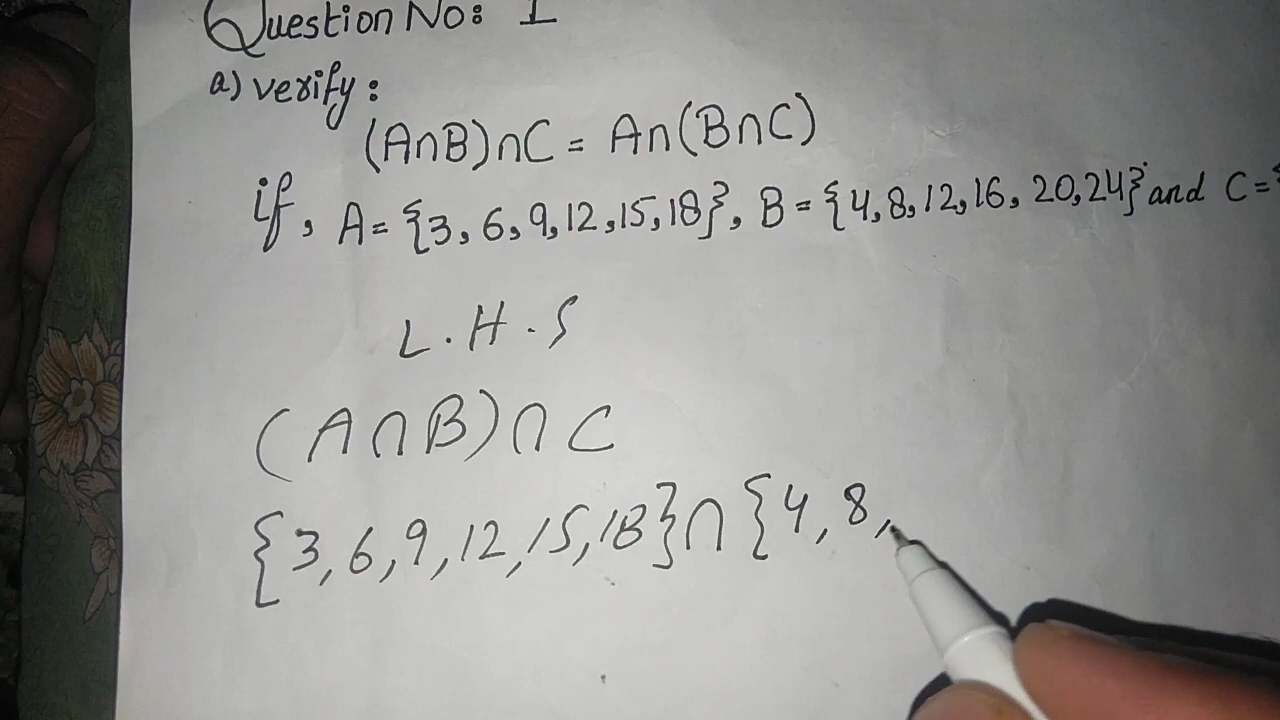 Question No: 1
a) verify:
(A∩B)∩C = A∩(B∩C)
if, A = {3, 6, 9, 12, 15, 18}, B = {4, 8, 12, 16, 20, 24} and C = {
L.H.S
(A∩B)∩C
{3, 6, 9, 12, 15, 18}∩{4, 8,